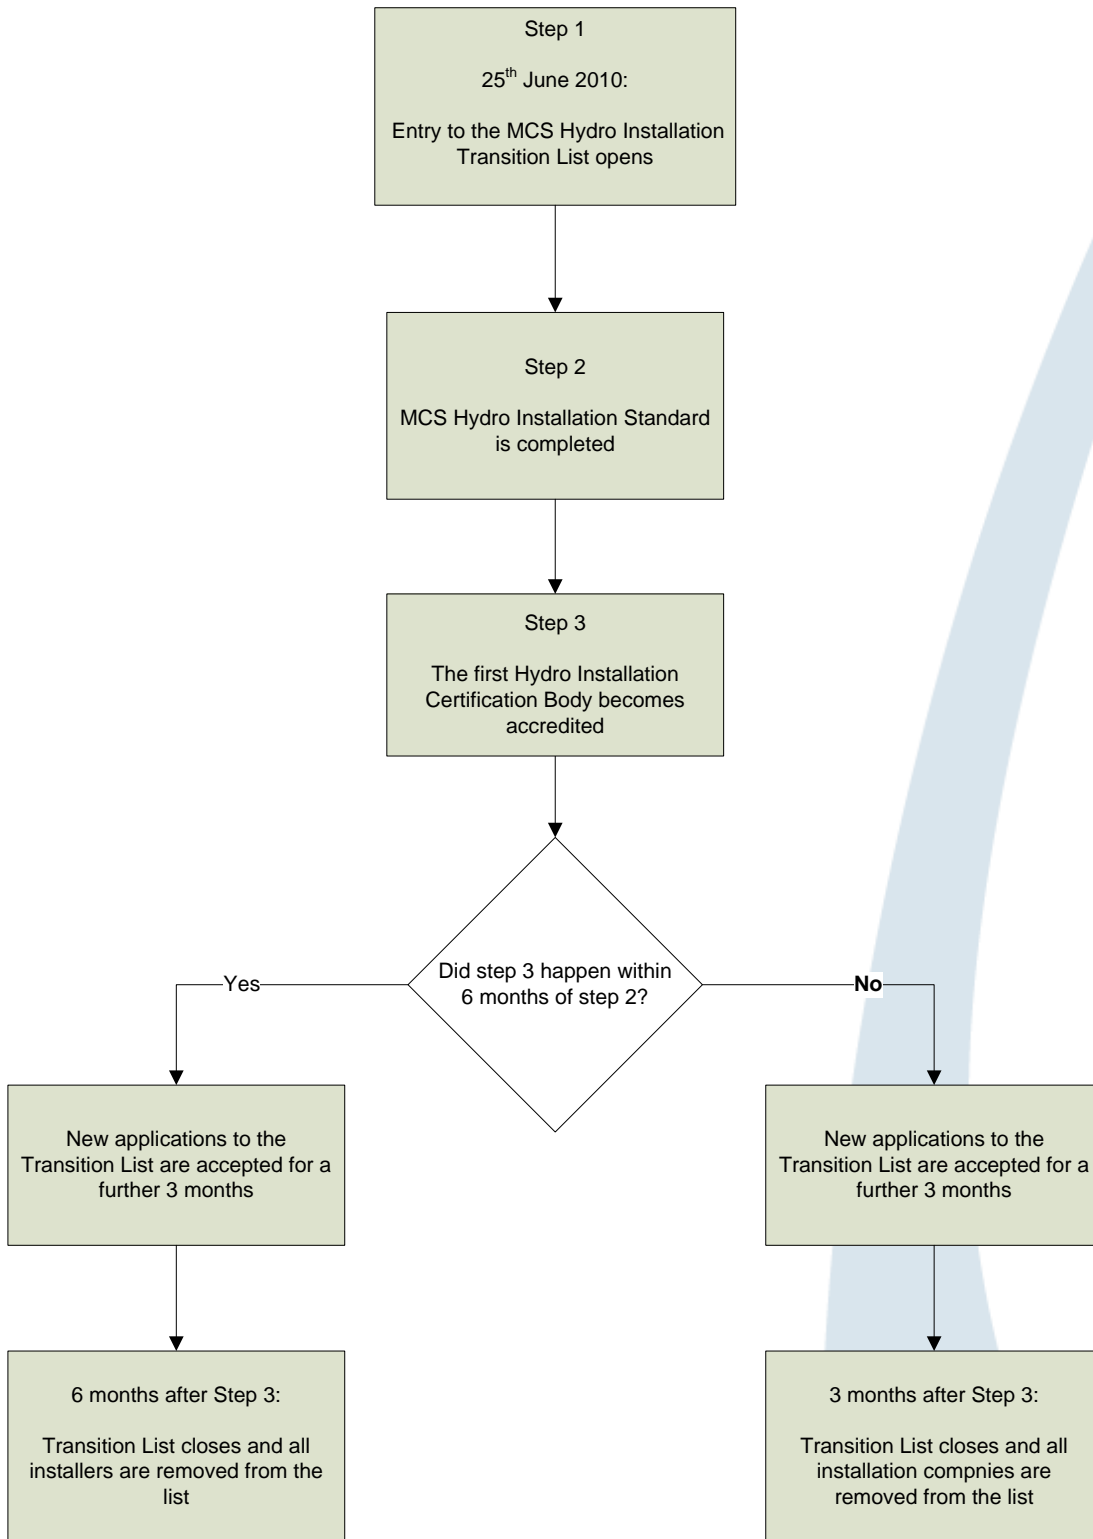 Step 1
25th June 2010:
Entry to the MCS Hydro Installation
Transition List opens
Step 2
MCS Hydro Installation Standard
is completed
Step 3
The first Hydro Installation
Certification Body becomes
accredited
Did step 3 happen within
6 months of step 2?
Yes
No
New applications to the
Transition List are accepted for a
further 3 months
New applications to the
Transition List are accepted for a
further 3 months
6 months after Step 3:
Transition List closes and all
installers are removed from the
list
3 months after Step 3:
Transition List closes and all
installation compnies are
removed from the list